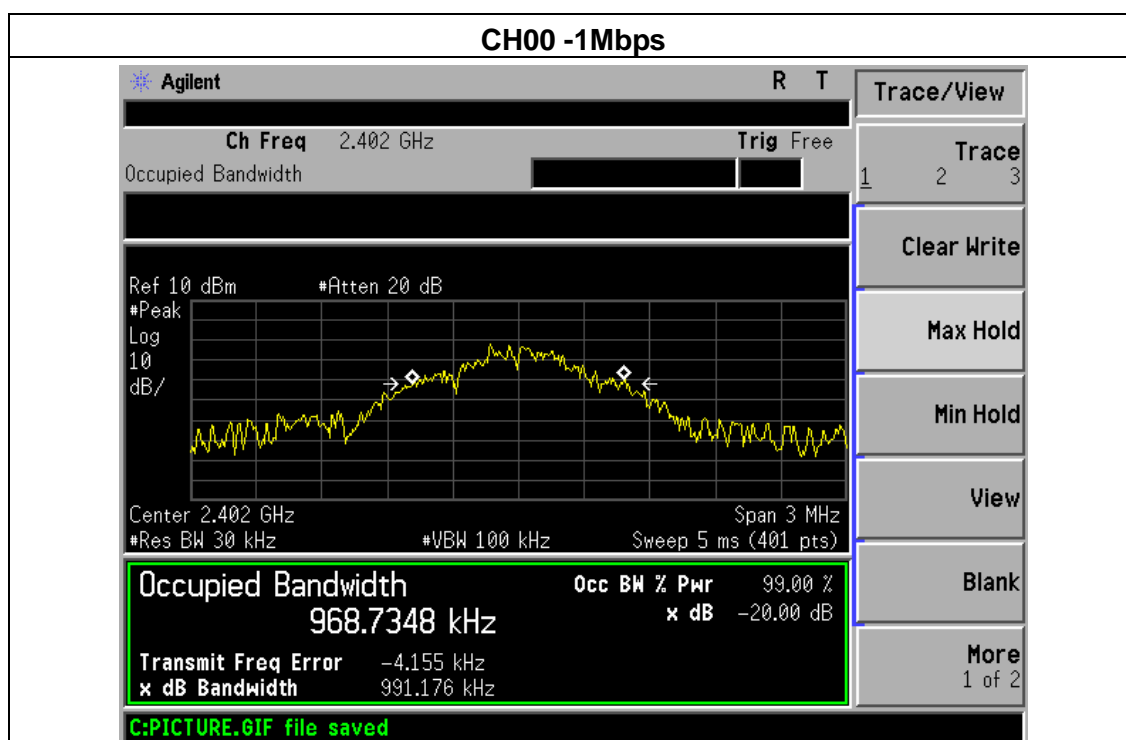 CH00 -1Mbps
Agilent R T
Ch Freq 2.402 GHz Trig Free
Occupied Bandwidth
Ref 10 dBm #Atten 20 dB
#Peak
Log
10
dB/
Center 2.402 GHz Span 3 MHz
#Res BW 30 kHz #VBW 100 kHz Sweep 5 ms (401 pts)
Occupied Bandwidth Occ BW % Pwr 99.00 %
968.7348 kHz x dB -20.00 dB
Transmit Freq Error -4.155 kHz
x dB Bandwidth 991.176 kHz
C:PICTURE.GIF file saved
Trace/View
Trace
1 2 3
Clear Write
Max Hold
Min Hold
View
Blank
More
1 of 2